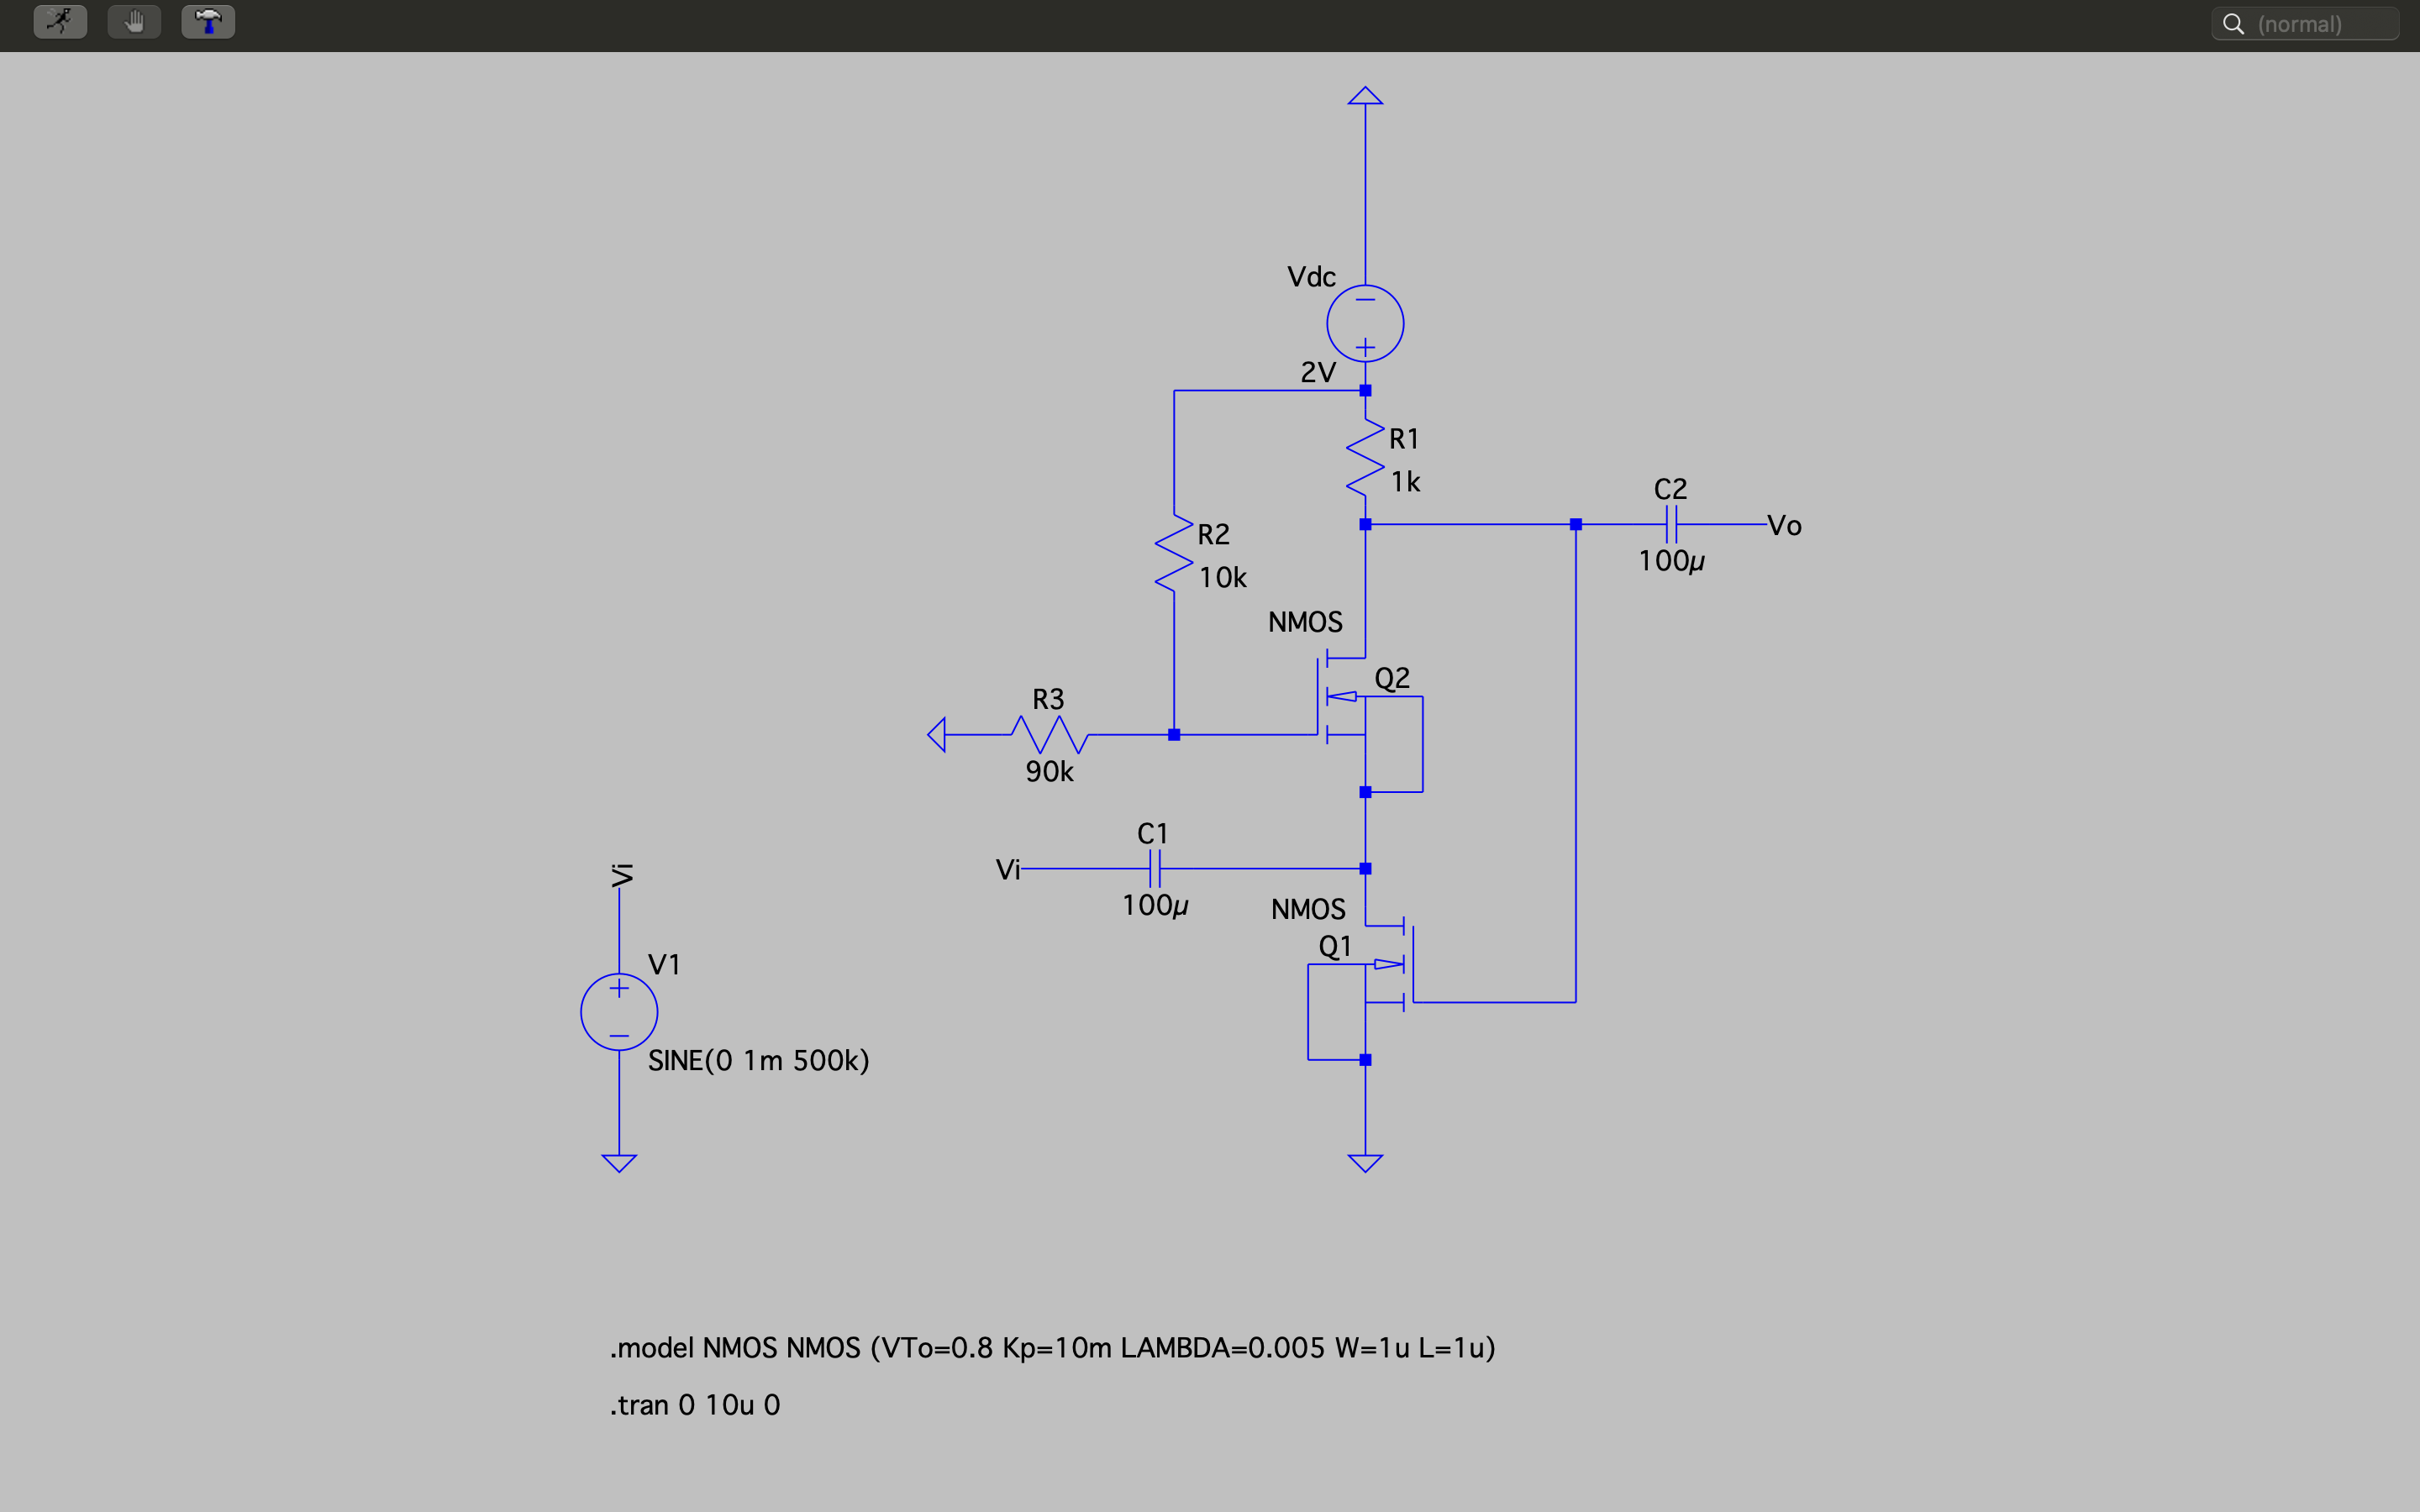 (normal)
Vdc
2V
R1
1k
C2
Vo
100µ
R2
10k
NMOS
Q2
R3
90k
C1
Vi
100µ
NMOS
Q1
Vi
V1
SINE(0 1m 500k)
.model NMOS NMOS (VTo=0.8 Kp=10m LAMBDA=0.005 W=1u L=1u)
.tran 0 10u 0